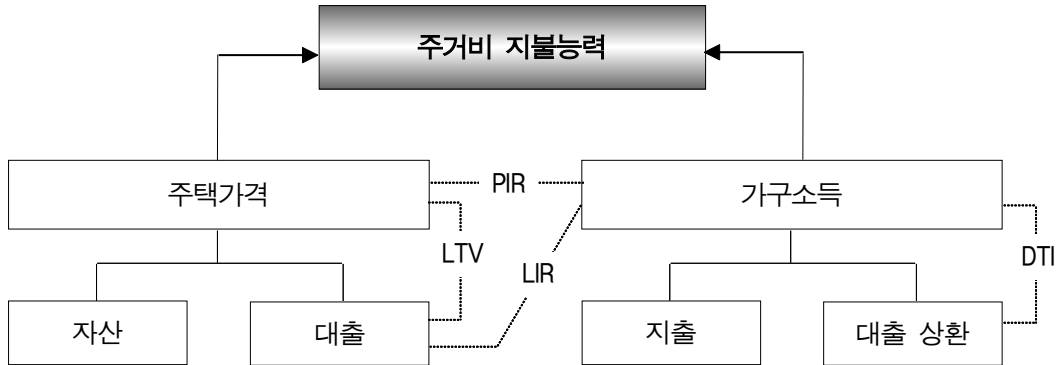 주거비 지불능력
주택가격
PIR
가구소득
LTV
LIR
DTI
자산
대출
지출
대출 상환